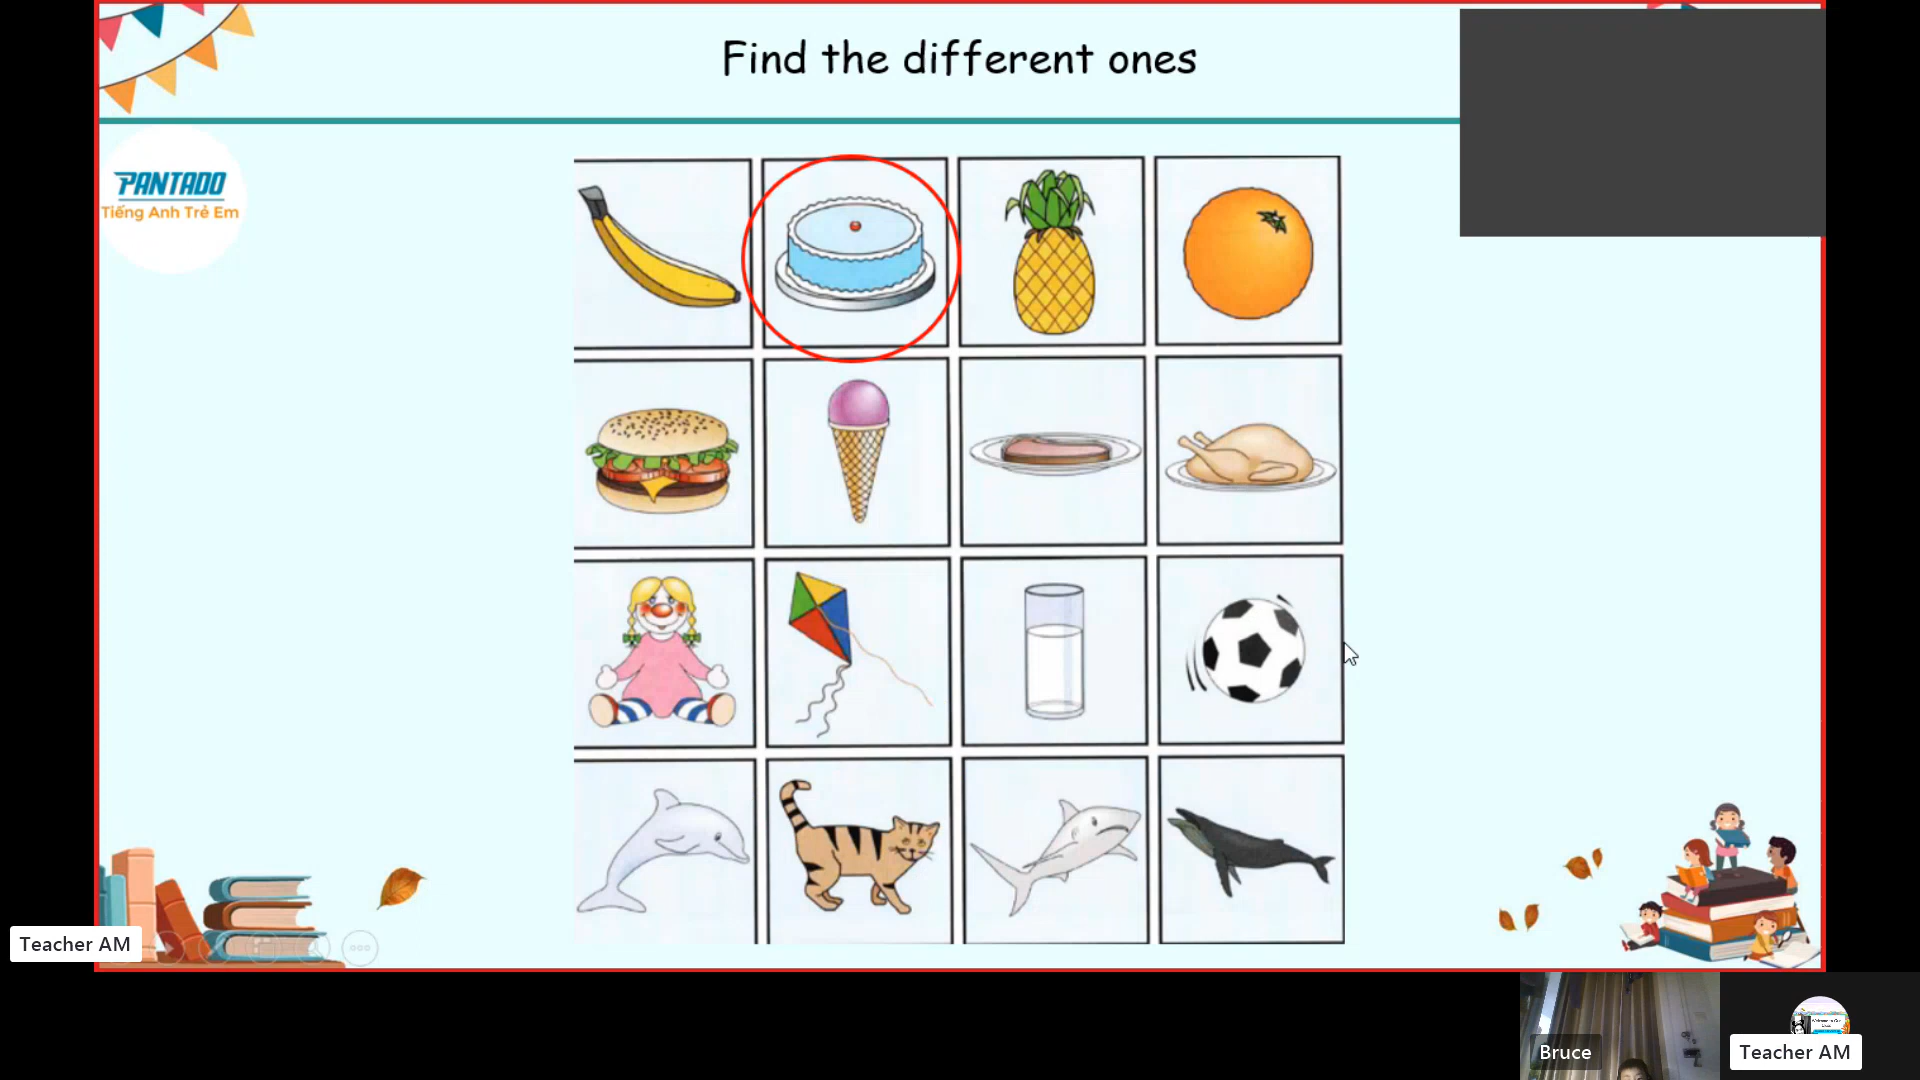 Find the different ones
PANTADO
Tiếng Anh Trẻ Em
Teacher AM
Bruce
Teacher AM